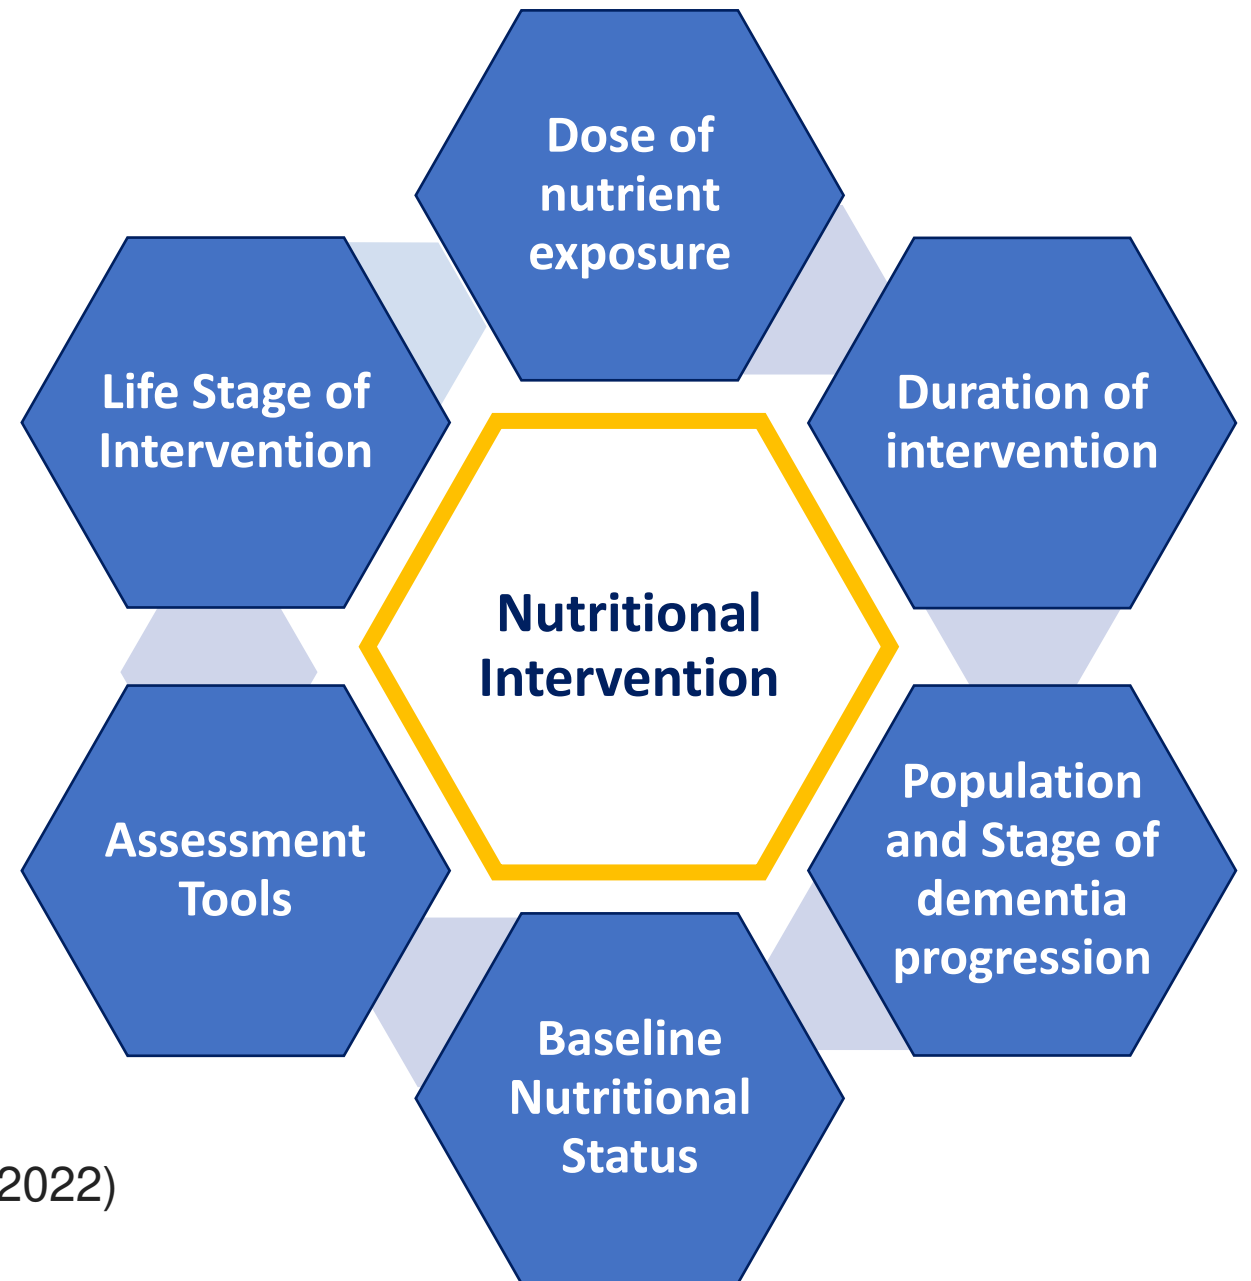 Dose of
nutrient
exposure
Life Stage of
Intervention
Duration of
intervention
Nutritional
Intervention
Assessment
Tools
Population
and Stage of
dementia
progression
Baseline
Nutritional
Status
2022)